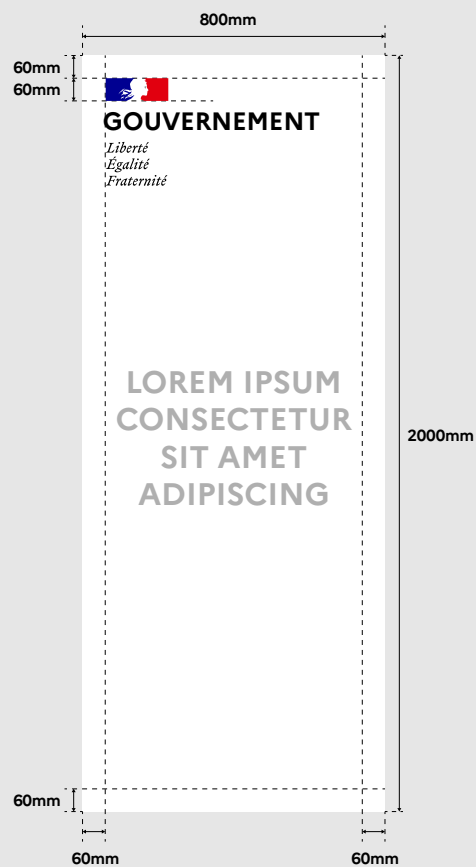 800mm
60mm
60mm
GOUVERNEMENT
Liberté
Égalité
Fraternité
LOREM IPSUM
CONSECTETUR
SIT AMET
ADIPISCING
2000mm
60mm
60mm
60mm